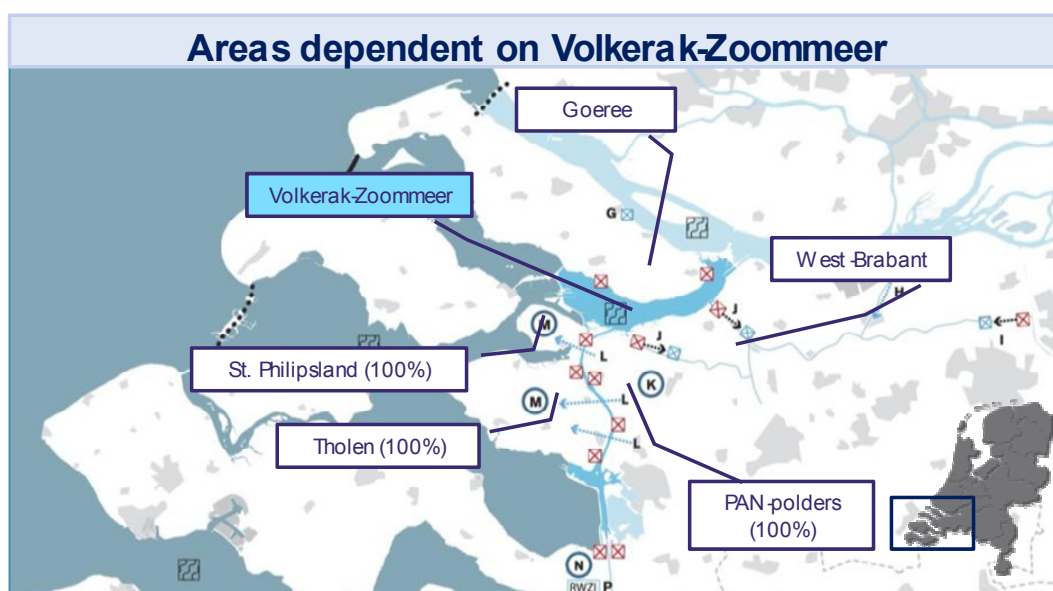 Areas dependent on Volkerak-Zoommeer
Goeree
Volkerak-Zoommeer
G
West-Brabant
H
J
I
M
J
L
St. Philipsland (100%)
K
M
L
Tholen (100%)
L
PAN-polders
(100%)
N
RWZI P